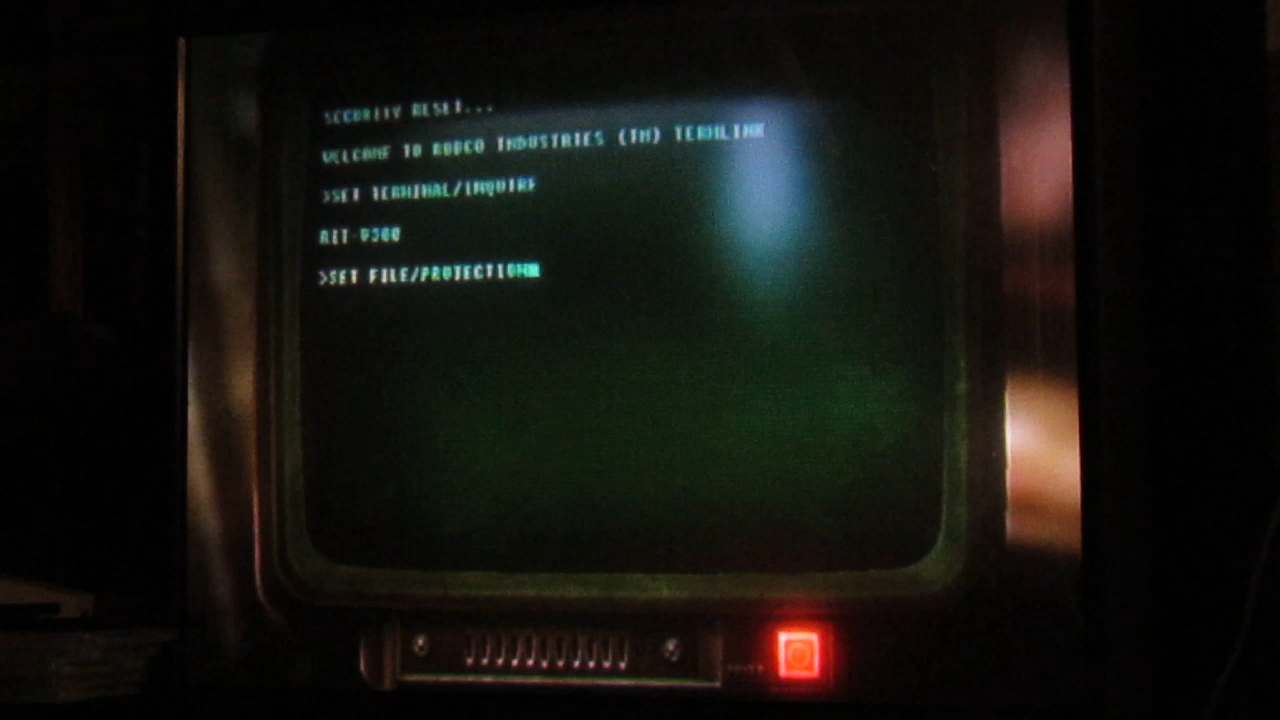 SECURITY RESET...
WELCOME TO ROBCO INDUSTRIES (TM) TERMLINK
>SET TERMINAL/INQUIRE
RIT-V300
>SET FILE/PROTECTION